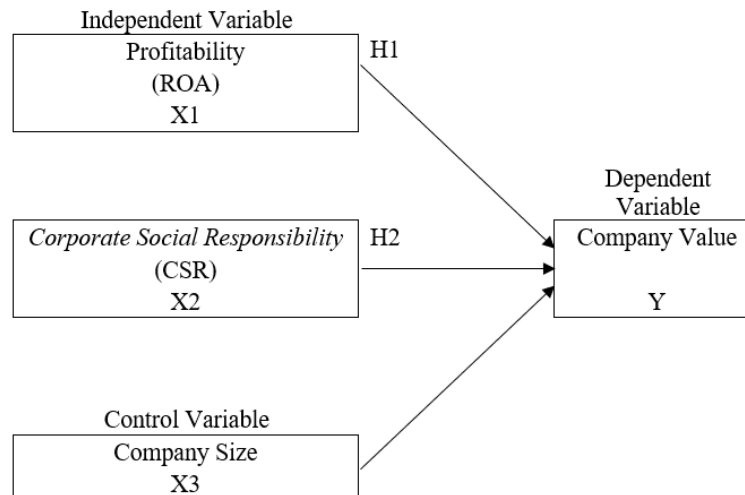 Independent Variable
Profitability
(ROA)
X1
H1
Corporate Social Responsibility
(CSR)
X2
H2
Dependent
Variable
Company Value
Y
Control Variable
Company Size
X3